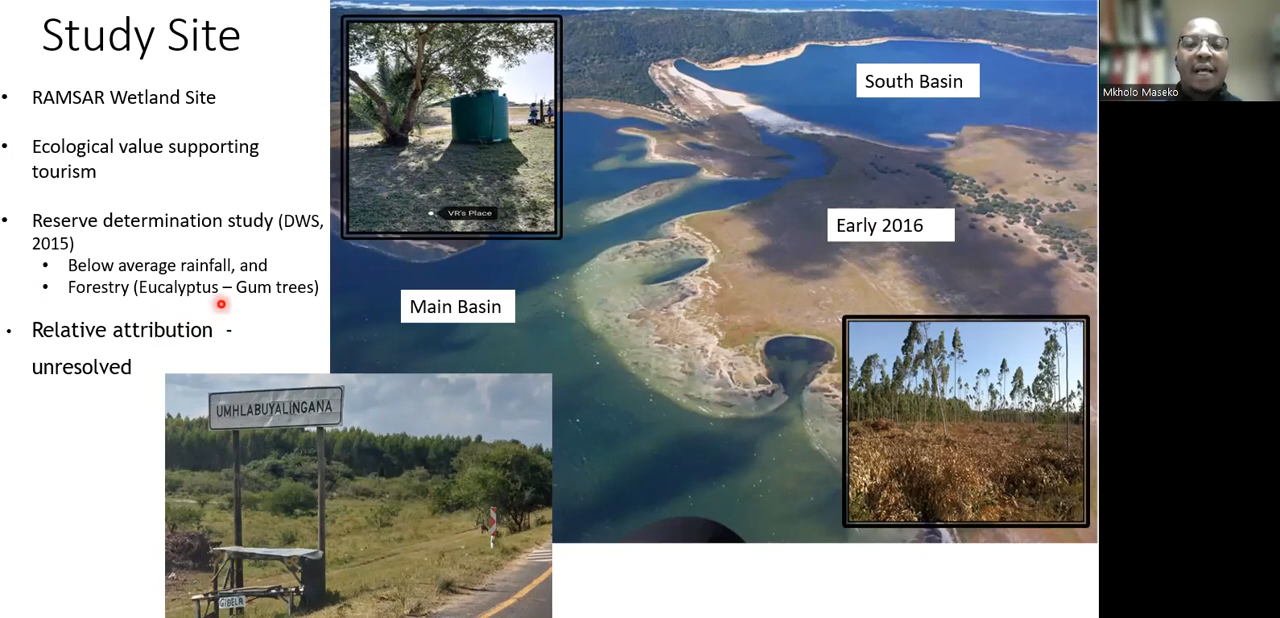 Study Site
• RAMSAR Wetland Site
• Ecological value supporting
tourism
• Reserve determination study (DWS,
2015)
• Below average rainfall, and
• Forestry (Eucalyptus – Gum trees)
• Relative attribution -
unresolved
VR's Place
South Basin
Early 2016
Main Basin
UMHLABUYALINGANA
GIBELA
Mkholo Maseko